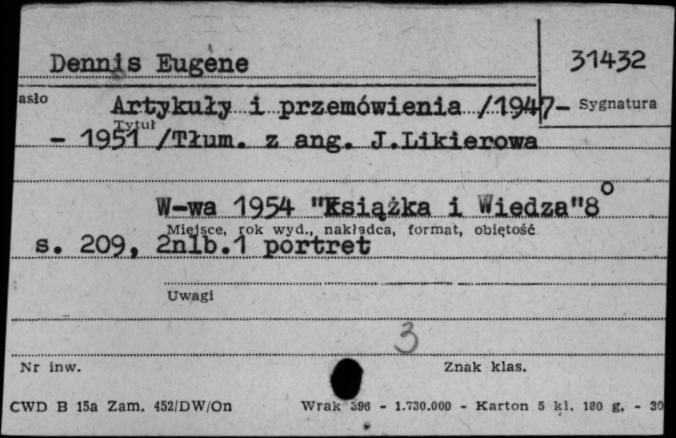 Dennis Eugene
31432
asło
Artykuły i przemówienia /1947-
Sygnatura
Tytuł
- 1951 /Tłum. z ang. J.Likierowa
W-wa 1954 "Książka i Wiedza"8°
Miejsce, rok wyd., nakładca, format, objętość
s. 209, 2nlb.1 portret
Uwagi
3
Nr inw.
Znak klas.
CWD B 15a Zam. 452/DW/On
Wrak 396 - 1.730.000 - Karton 5 kl. 180 g. - 30